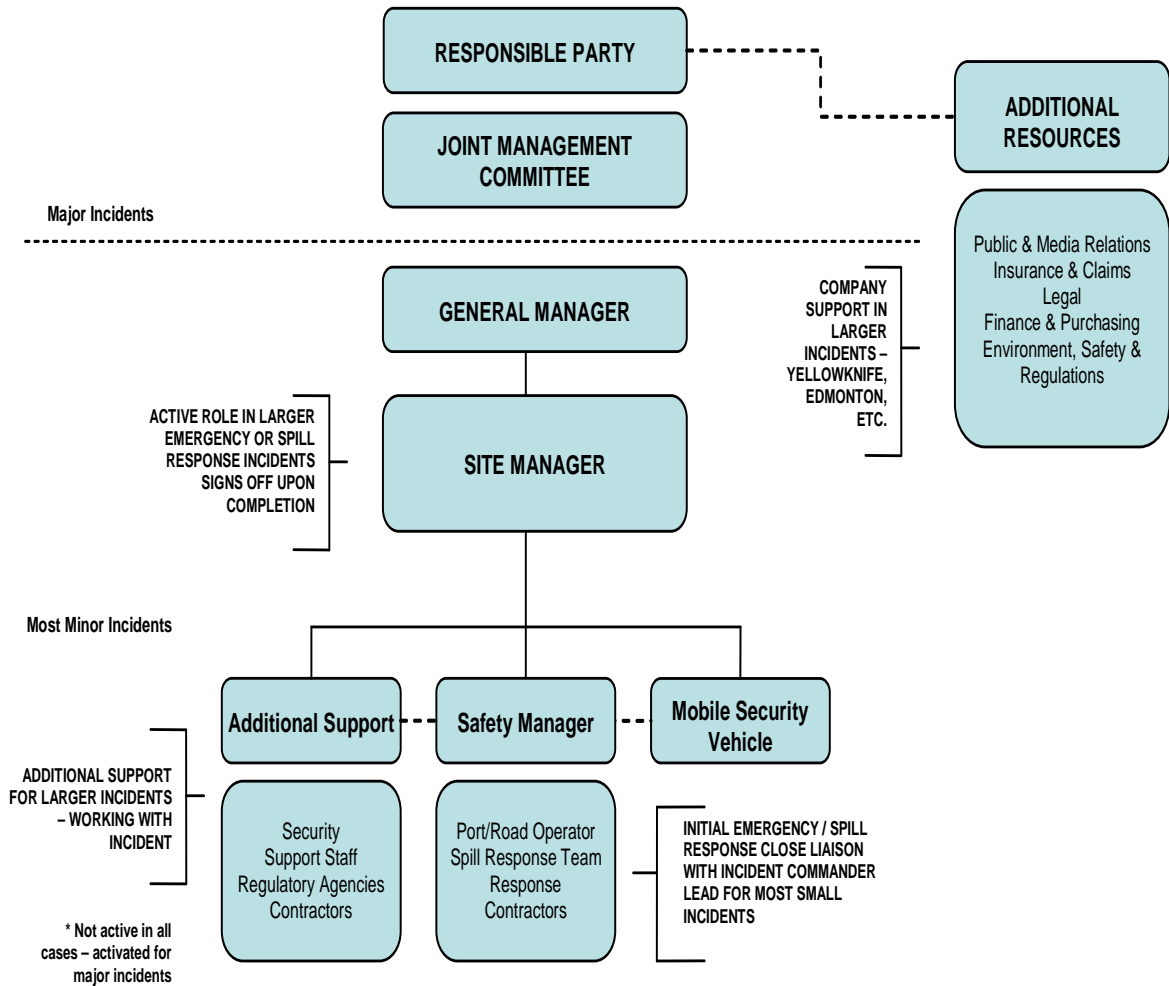 RESPONSIBLE PARTY
ADDITIONAL
RESOURCES
JOINT MANAGEMENT
COMMITTEE
Major Incidents
Public & Media Relations
Insurance & Claims
Legal
Finance & Purchasing
Environment, Safety &
Regulations
COMPANY
SUPPORT IN
LARGER
INCIDENTS –
YELLOWKNIFE,
EDMONTON,
ETC.
GENERAL MANAGER
ACTIVE ROLE IN LARGER
EMERGENCY OR SPILL
RESPONSE INCIDENTS
SIGNS OFF UPON
COMPLETION
SITE MANAGER
Most Minor Incidents
Additional Support
Safety Manager
Mobile Security
Vehicle
ADDITIONAL SUPPORT
FOR LARGER INCIDENTS
– WORKING WITH
INCIDENT
Security
Support Staff
Regulatory Agencies
Contractors
Port/Road Operator
Spill Response Team
Response
Contractors
INITIAL EMERGENCY / SPILL
RESPONSE CLOSE LIAISON
WITH INCIDENT COMMANDER
LEAD FOR MOST SMALL
INCIDENTS
* Not active in all
cases – activated for
major incidents